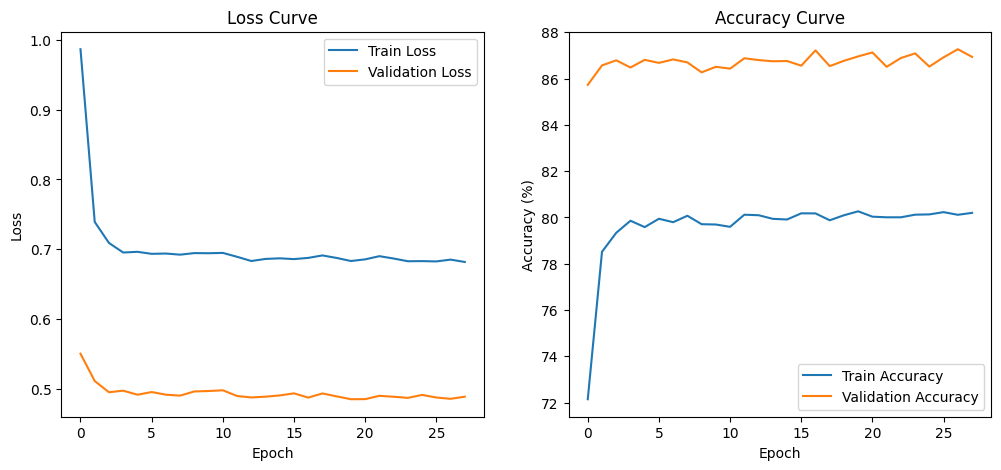 Loss Curve
1.0
0.9
0.8
0.7
0.6
0.5
Loss
0 5 10 15 20 25
Epoch
Train Loss
Validation Loss
Accuracy Curve
88
86
84
82
80
78
76
74
72
Accuracy (%)
0 5 10 15 20 25
Epoch
Train Accuracy
Validation Accuracy